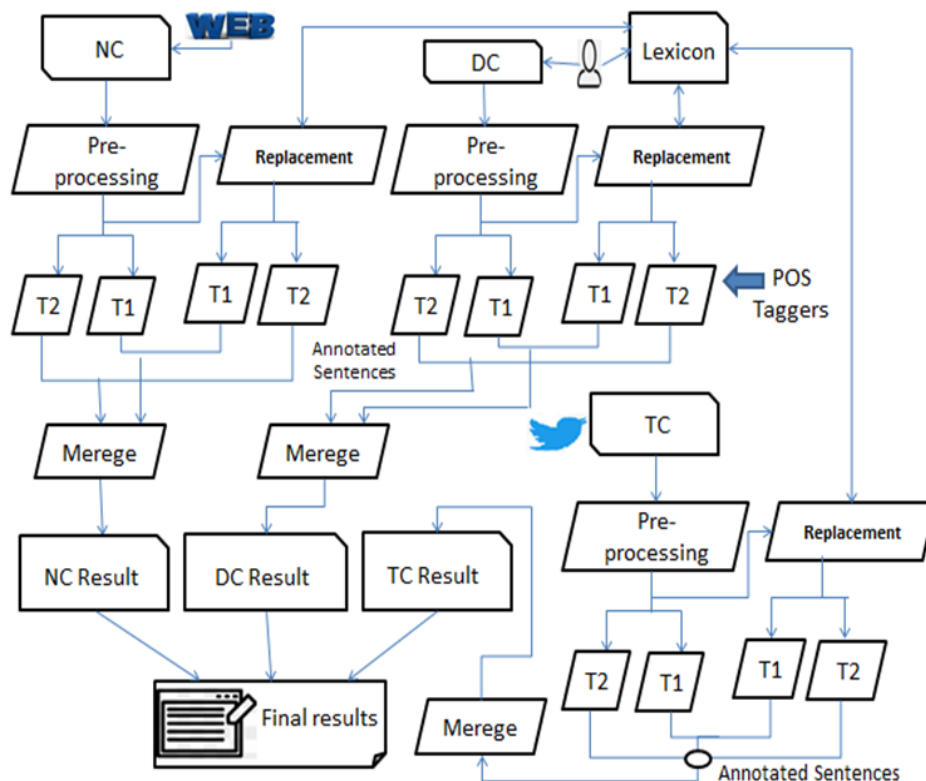 WEB
NC
DC
Lexicon
Pre-
processing
Replacement
Pre-
processing
Replacement
T2
T1
T1
T2
T2
T1
T1
T2
POS
Taggers
Annotated
Sentences
Merege
Merege
TC
Pre-
processing
Replacement
NC Result
DC Result
TC Result
T2
T1
T1
T2
Final results
Merege
Annotated Sentences